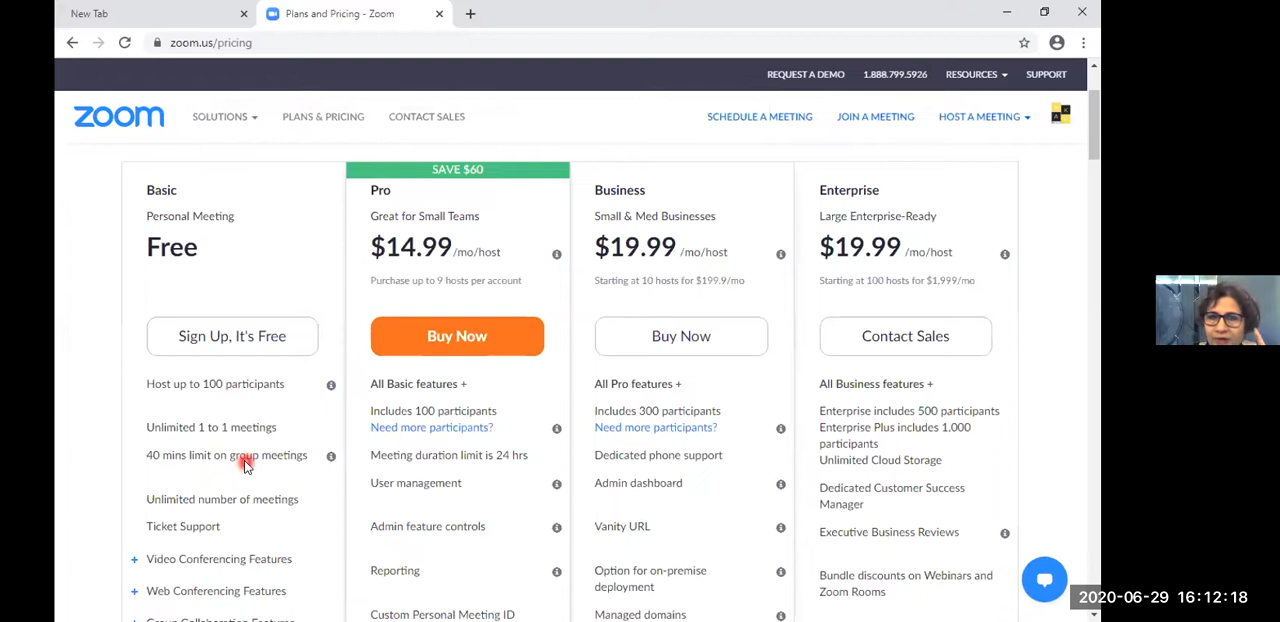 New Tab
Plans and Pricing - Zoom
zoom.us/pricing
REQUEST A DEMO 1.888.799.5926 RESOURCES SUPPORT
zoom SOLUTIONS PLANS & PRICING CONTACT SALES SCHEDULE A MEETING JOIN A MEETING HOST A MEETING
Basic
Personal Meeting
Free
Sign Up, It's Free
Host up to 100 participants
Unlimited 1 to 1 meetings
40 mins limit on group meetings
Unlimited number of meetings
Ticket Support
+ Video Conferencing Features
+ Web Conferencing Features
SAVE $60
Pro
Great for Small Teams
$14.99 /mo/host
Purchase up to 9 hosts per account
Buy Now
All Basic features +
Includes 100 participants
Need more participants?
Meeting duration limit is 24 hrs
User management
Admin feature controls
Reporting
Custom Personal Meeting ID
Business
Small & Med Businesses
$19.99 /mo/host
Starting at 10 hosts for $199.9/mo
Buy Now
All Pro features +
Includes 300 participants
Need more participants?
Dedicated phone support
Admin dashboard
Vanity URL
Option for on-premise
deployment
Managed domains
Enterprise
Large Enterprise-Ready
$19.99 /mo/host
Starting at 100 hosts for $1,999/mo
Contact Sales
All Business features +
Enterprise includes 500 participants
Enterprise Plus includes 1,000
participants
Unlimited Cloud Storage
Dedicated Customer Success
Manager
Executive Business Reviews
Bundle discounts on Webinars and
Zoom Rooms
2020-06-29 16:12:18